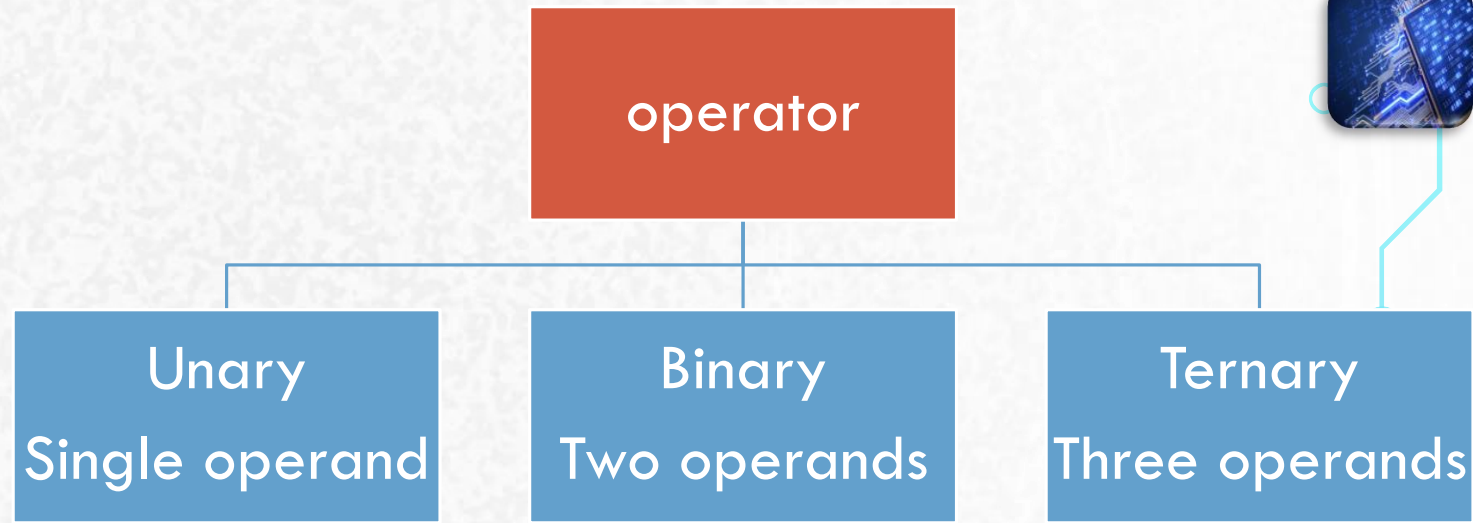 operator
Unary
Single operand
Binary
Two operands
Ternary
Three operands